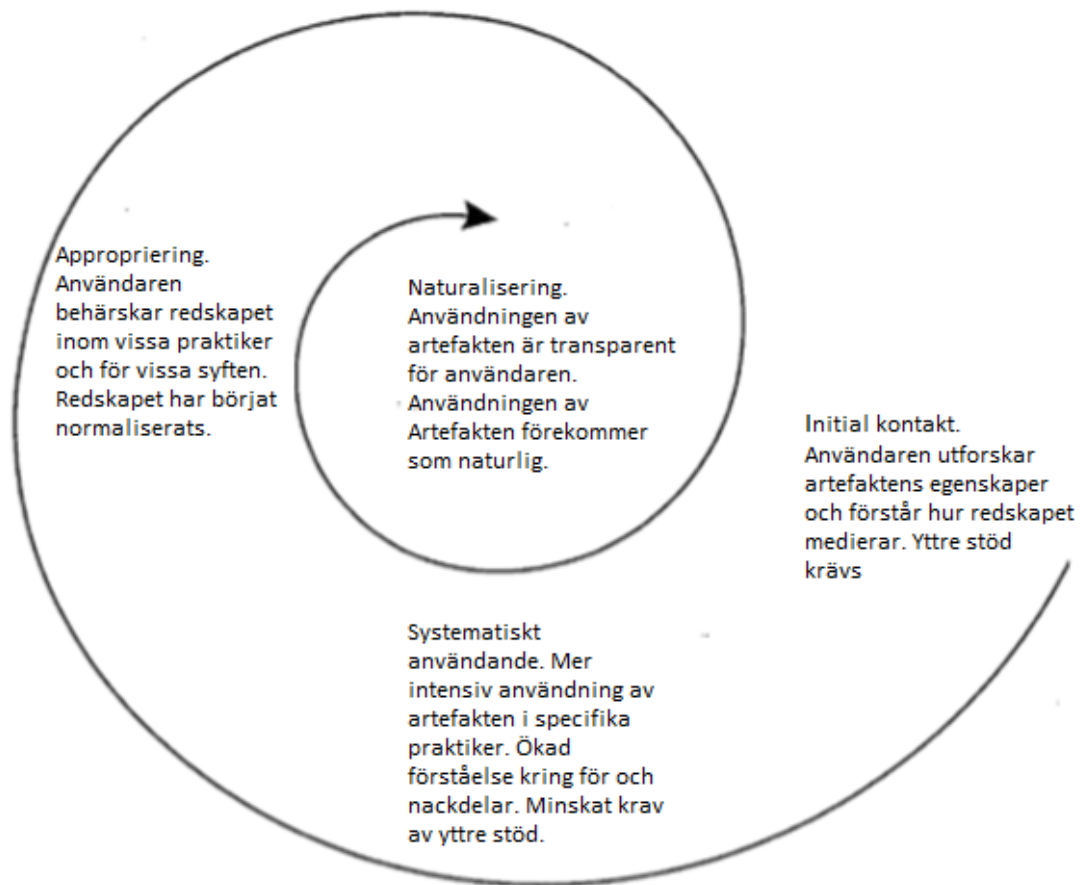 Appropriering.
Användaren
behärskar redskapet
inom vissa praktiker
och för vissa syften.
Redskapet har börjat
normaliserats.
Naturalisering.
Användningen av
artefakten är transparent
för användaren.
Användningen av
Artefakten förekommer
som naturlig.
Initial kontakt.
Användaren utforskar
artefaktens egenskaper
och förstår hur redskapet
medierar. Yttre stöd
krävs
Systematiskt
användande. Mer
intensiv användning av
artefakten i specifika
praktiker. Ökad
förståelse kring för och
nackdelar. Minskat krav
av yttre stöd.